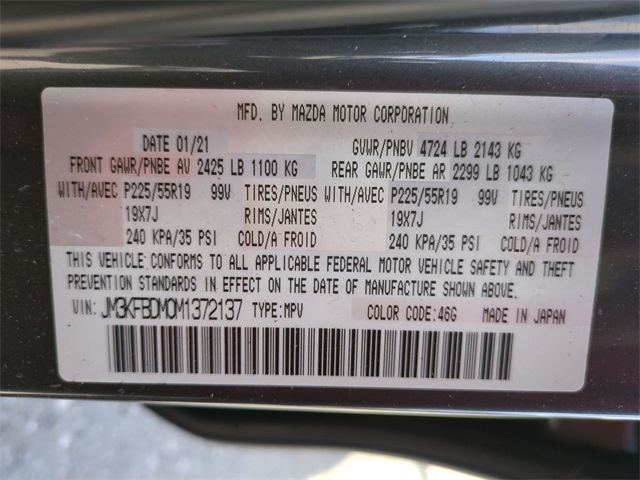 MFD. BY MAZDA MOTOR CORPORATION
DATE 01/21 GVWR/PNBV 4724 LB 2143 KG
FRONT GAWR/PNBE AV 2425 LB 1100 KG REAR GAWR/PNBE AR 2299 LB 1043 KG
WITH/AVEC P225/55R19 99V TIRES/PNEUS WITH/AVEC P225/55R19 99V TIRES/PNEUS
19X7J RIMS/JANTES 19X7J RIMS/JANTES
240 KPA/35 PSI COLD/A FROID 240 KPA/35 PSI COLD/A FROID
THIS VEHICLE CONFORMS TO ALL APPLICABLE FEDERAL MOTOR VEHICLE SAFETY AND THEFT
PREVENTION STANDARDS IN EFFECT ON THE DATE OF MANUFACTURE SHOWN ABOVE.
VIN: JM3KFBDM0M1372137 TYPE:MPV COLOR CODE:46G MADE IN JAPAN